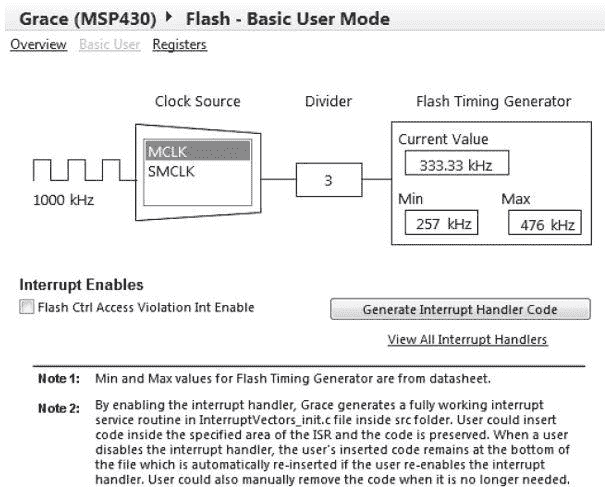 Grace (MSP430) ▸ Flash - Basic User Mode
Overview Basic User Registers
Clock Source Divider Flash Timing Generator
MCLK
SMCLK
1000 kHz
3
Current Value
333.33 kHz
Min Max
257 kHz 476 kHz
Interrupt Enables
Flash Ctrl Access Violation Int Enable
Generate Interrupt Handler Code
View All Interrupt Handlers
Note 1: Min and Max values for Flash Timing Generator are from datasheet.
Note 2: By enabling the interrupt handler, Grace generates a fully working interrupt
service routine in InterruptVectors_init.c file inside src folder. User could insert
code inside the specified area of the ISR and the code is preserved. When a user
disables the interrupt handler, the user's inserted code remains at the bottom of
the file which is automatically re-inserted if the user re-enables the interrupt
handler. User could also manually remove the code when it is no longer needed.